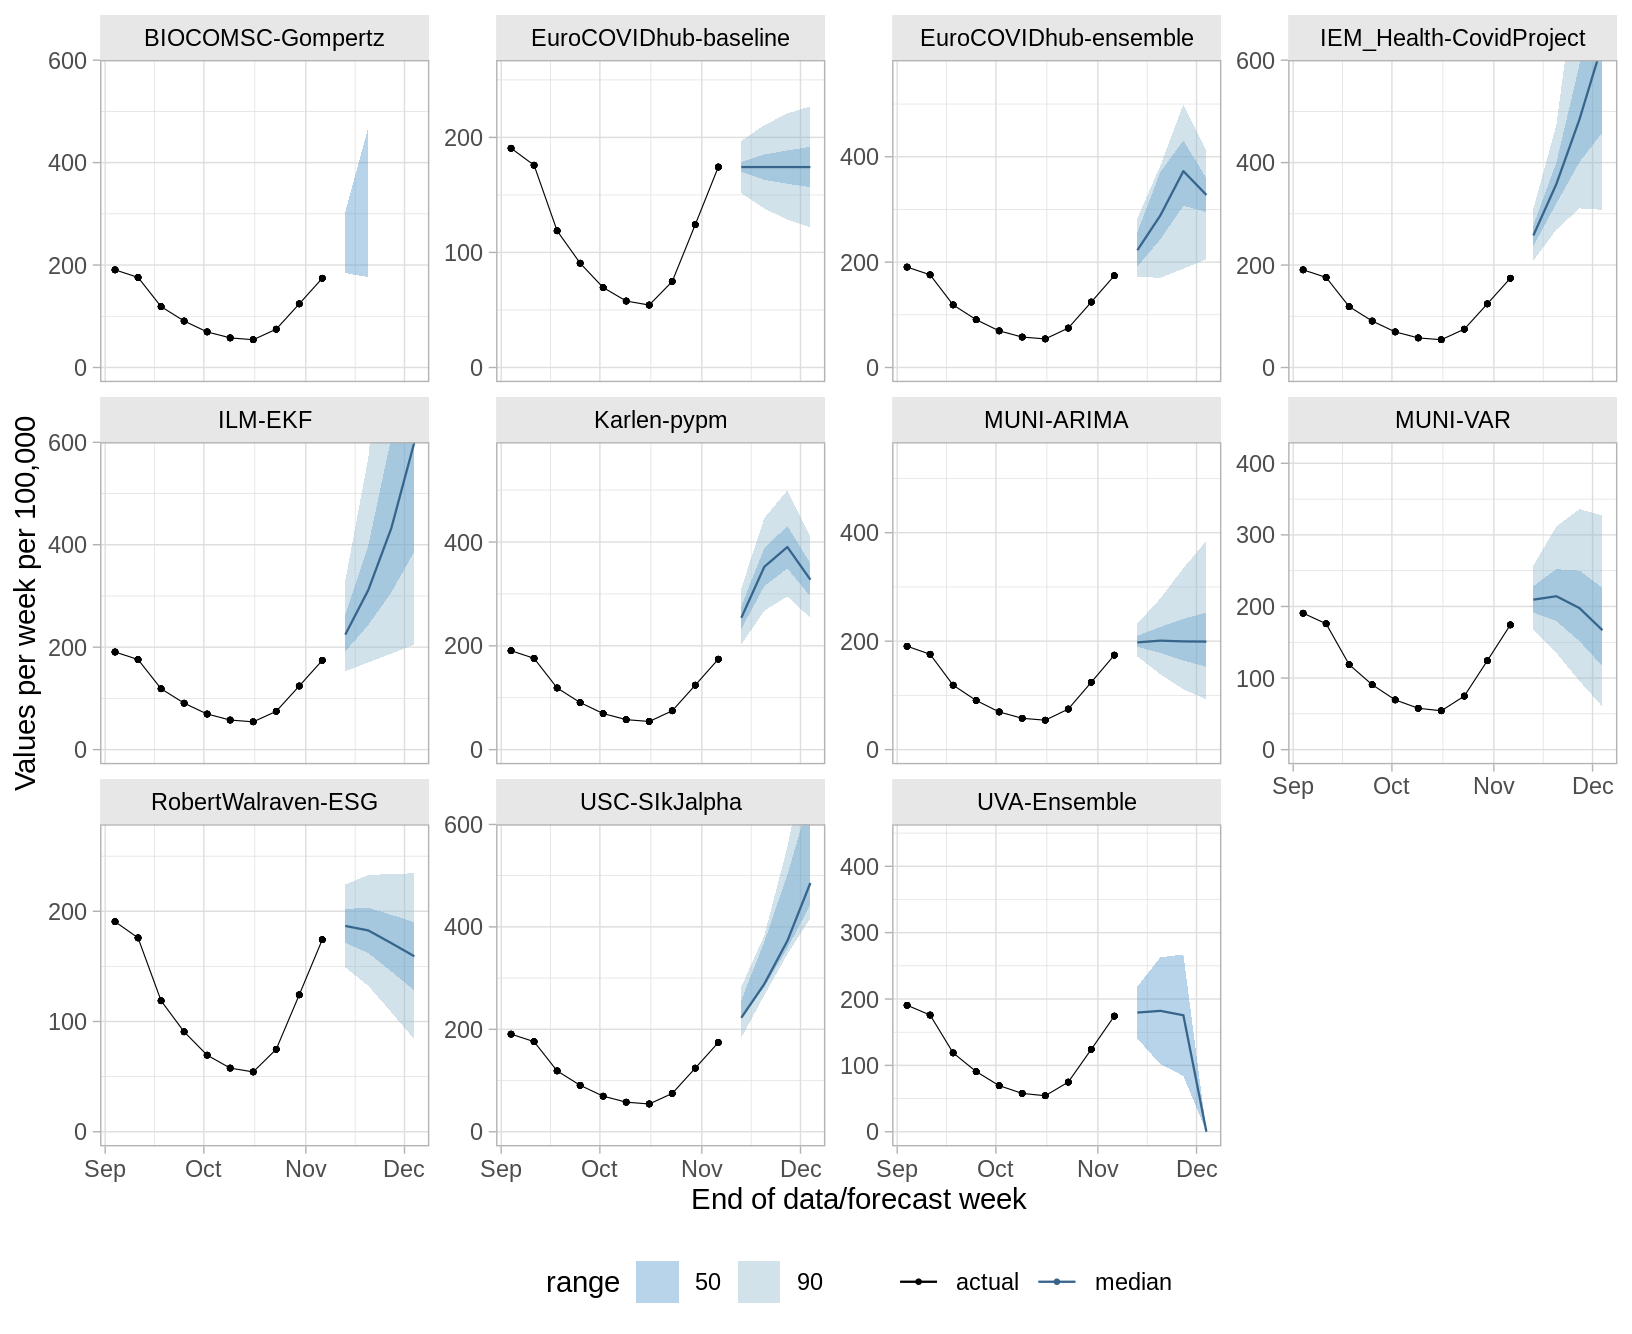 BIOCOMSC-Gompertz
EuroCOVIDhub-baseline
EuroCOVIDhub-ensemble
IEM_Health-CovidProject
600
400
200
0
200
100
0
400
200
0
600
400
200
0
ILM-EKF
Karlen-pypm
MUNI-ARIMA
MUNI-VAR
600
400
200
0
400
200
0
400
200
0
400
300
200
100
0
Sep Oct Nov Dec
Values per week per 100,000
RobertWalraven-ESG
USC-SIkJalpha
UVA-Ensemble
200
100
0
600
400
200
0
400
300
200
100
0
Sep Oct Nov Dec
Sep Oct Nov Dec
Sep Oct Nov Dec
End of data/forecast week
range 50 90 actual median